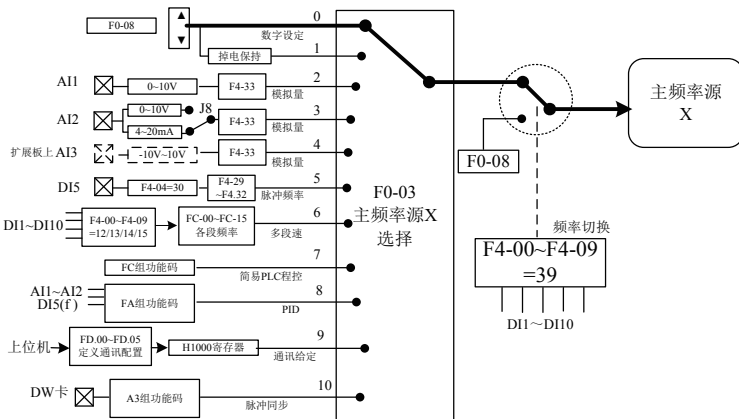 F0-08
0
数字设定
掉电保持
1
AI1
0~10V
F4-33
2
模拟量
AI2
0~10V
4~20mA
J8
F4-33
3
模拟量
扩展板上AI3
-10V~10V
F4-33
4
模拟量
DI5
F4-04=30
F4-29
~F4.32
5
脉冲频率
DI1~DI10
F4-00~F4-09
=12/13/14/15
FC-00~FC-15
各段频率
6
多段速
FC组功能码
7
简易PLC程控
AI1~AI2
DI5(f)
FA组功能码
8
PID
上位机
FD.00~FD.05
定义通讯配置
H1000寄存器
9
通讯给定
DW卡
A3组功能码
10
脉冲同步
F0-03
主频率源X
选择
F0-08
主频率源
X
频率切换
F4-00~F4-09
=39
DI1~DI10